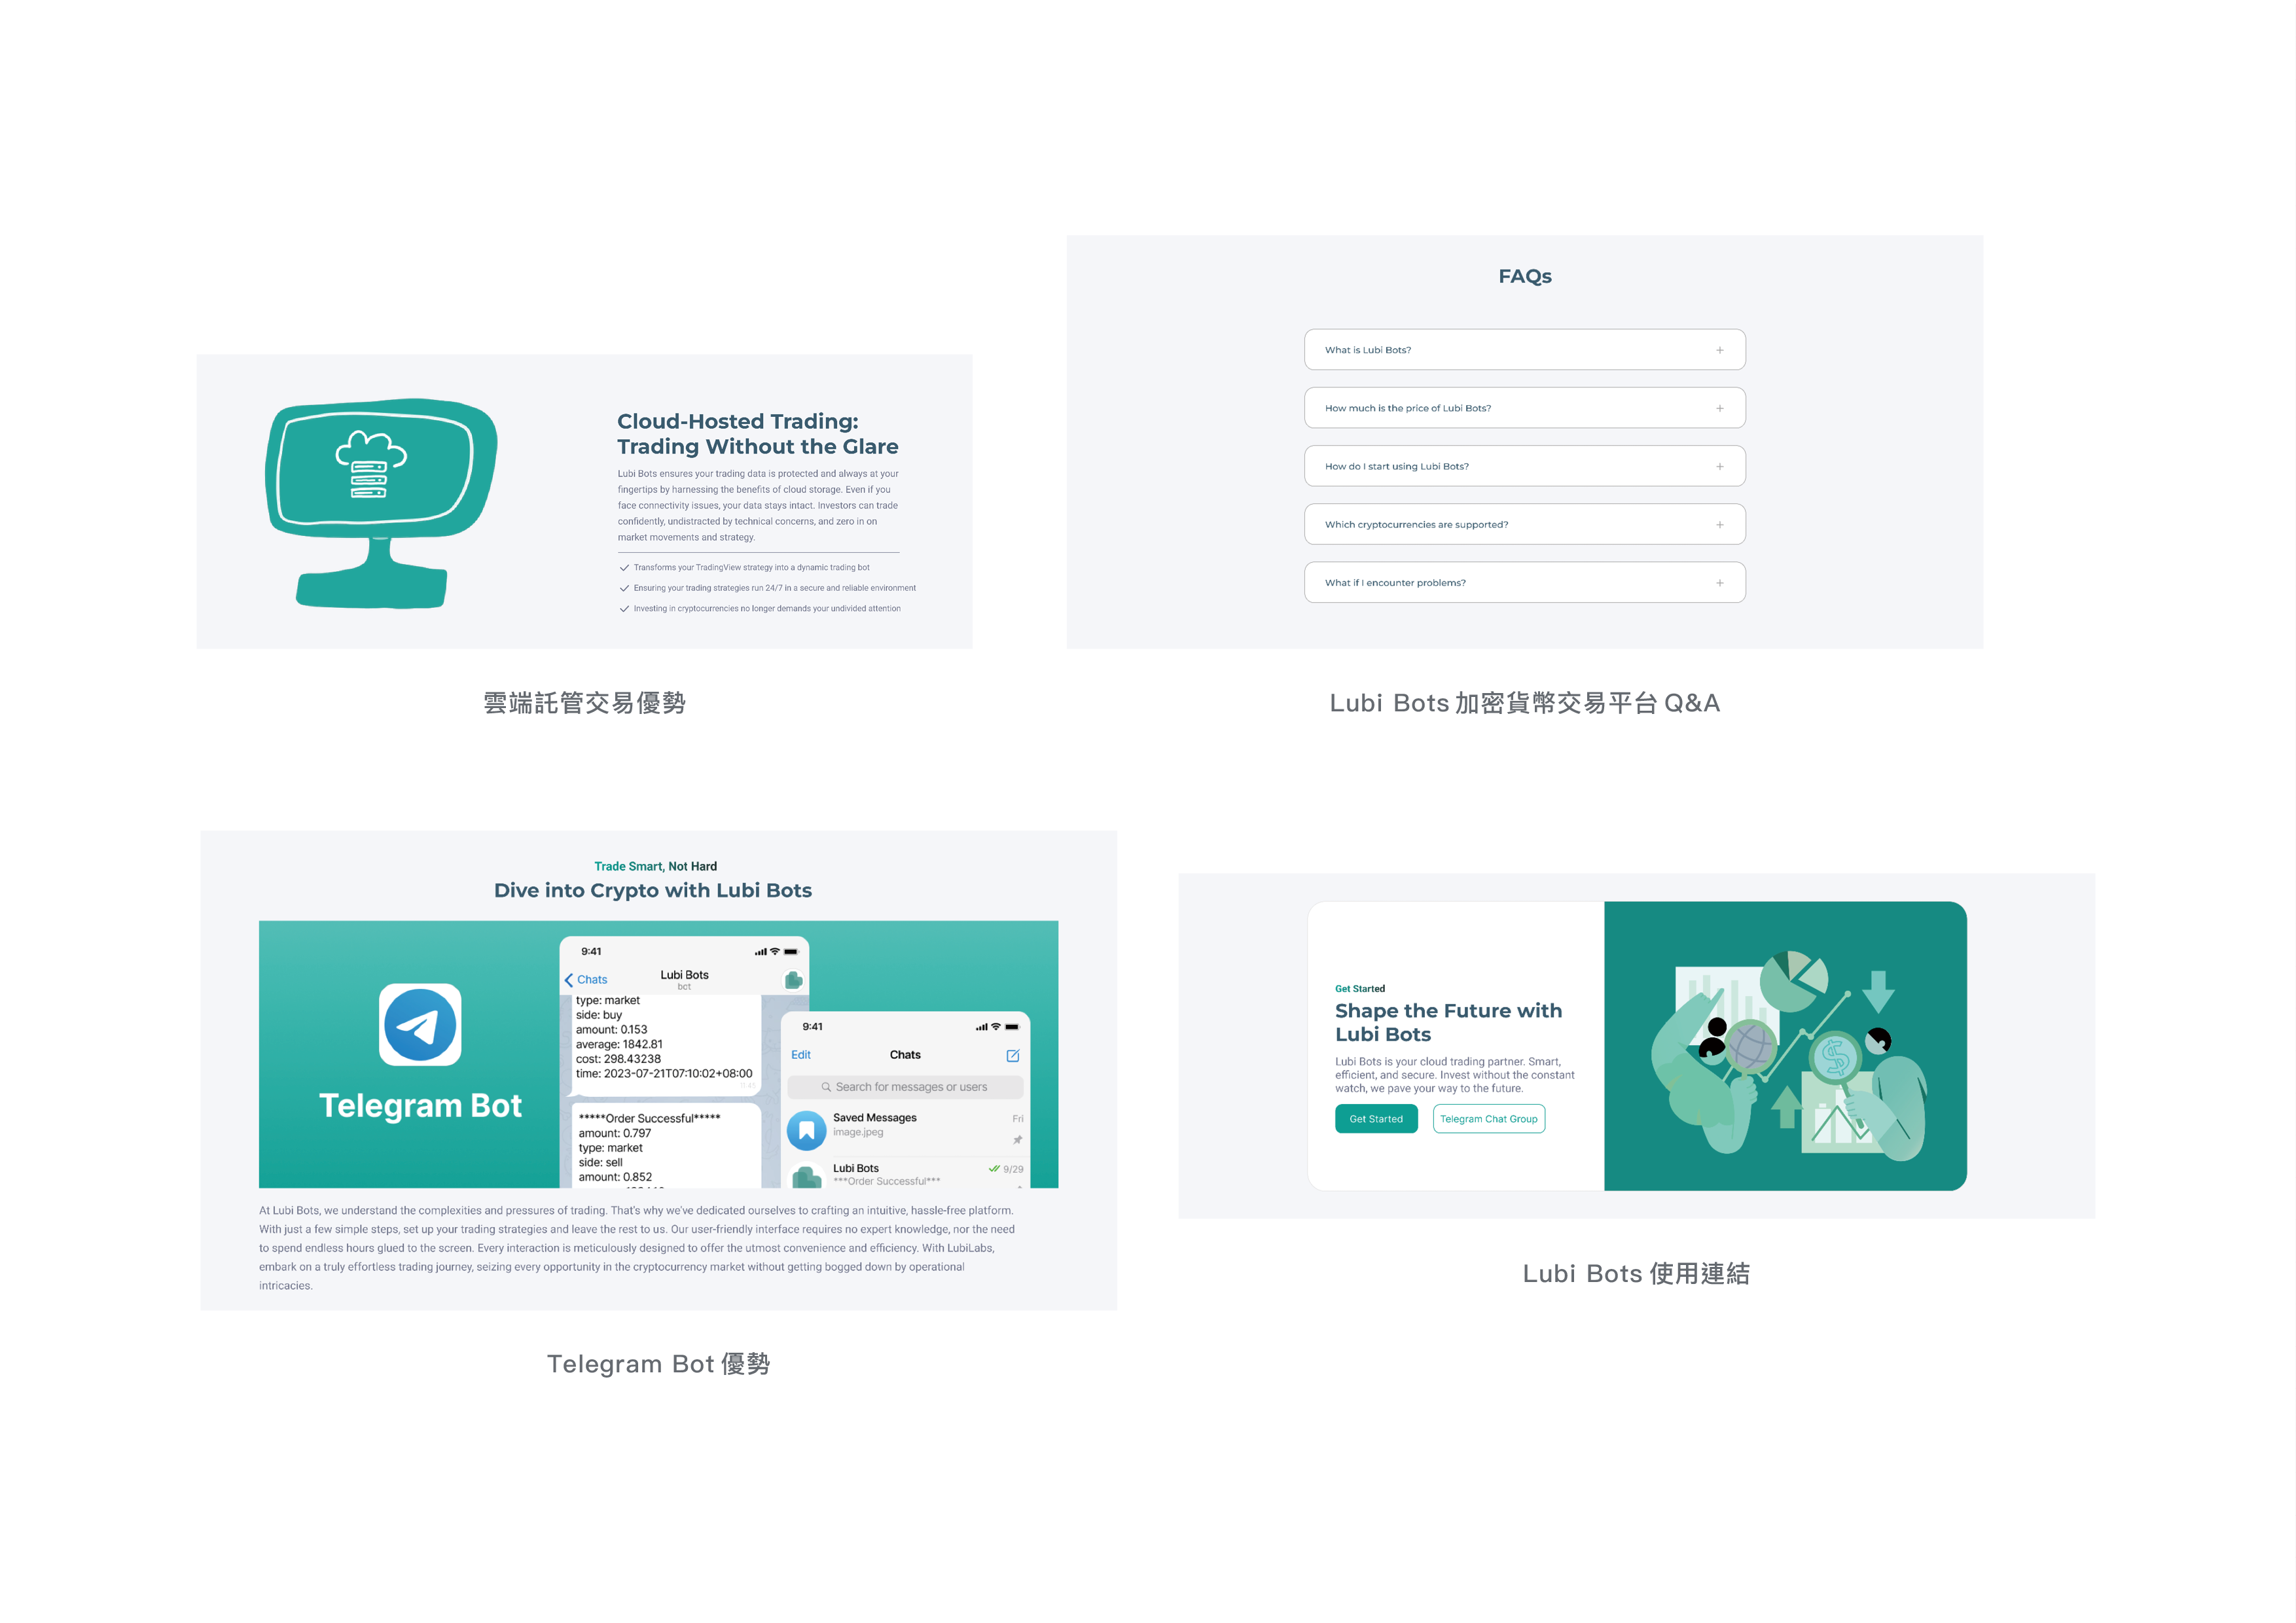 Cloud-Hosted Trading:
Trading Without the Glare
Lubi Bots ensures your trading data is protected and always at your
fingertips by harnessing the benefits of cloud storage. Even if you
face connectivity issues, your data stays intact. Investors can trade
confidently, undistracted by technical concerns, and zero in on
market movements and strategy.
Transforms your TradingView strategy into a dynamic trading bot
Ensuring your trading strategies run 24/7 in a secure and reliable environment
Investing in cryptocurrencies no longer demands your undivided attention
雲端託管交易優勢
FAQs
What is Lubi Bots?
How much is the price of Lubi Bots?
How do I start using Lubi Bots?
Which cryptocurrencies are supported?
What if I encounter problems?
Lubi Bots 加密貨幣交易平台 Q&A
Trade Smart, Not Hard
Dive into Crypto with Lubi Bots
Telegram Bot
9:41
Chats
Lubi Bots
bot
type: market
side: buy
amount: 0.153
average: 1842.81
cost: 298.43238
time: 2023-07-21T07:10:02+08:00
*****Order Successful*****
amount: 0.797
type: market
side: sell
amount: 0.852
9:41
Edit
Chats
Search for messages or users
Saved Messages
Fri
image.jpeg
Lubi Bots
9/29
***Order Successful***
At Lubi Bots, we understand the complexities and pressures of trading. That's why we've dedicated ourselves to crafting an intuitive, hassle-free platform.
With just a few simple steps, set up your trading strategies and leave the rest to us. Our user-friendly interface requires no expert knowledge, nor the need
to spend endless hours glued to the screen. Every interaction is meticulously designed to offer the utmost convenience and efficiency. With LubiLabs,
embark on a truly effortless trading journey, seizing every opportunity in the cryptocurrency market without getting bogged down by operational
intricacies.
Telegram Bot 優勢
Get Started
Shape the Future with
Lubi Bots
Lubi Bots is your cloud trading partner. Smart,
efficient, and secure. Invest without the constant
watch, we pave your way to the future.
Get Started
Telegram Chat Group
Lubi Bots 使用連結